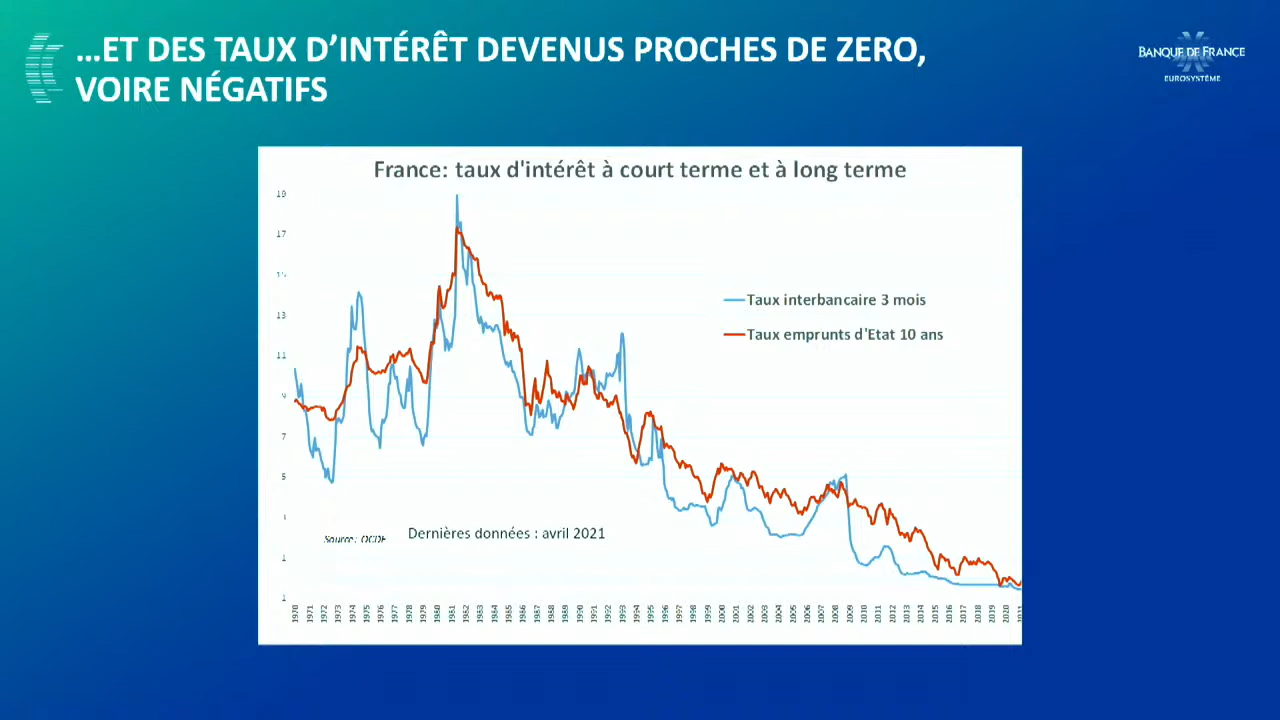 …ET DES TAUX D’INTÉRÊT DEVENUS PROCHES DE ZERO,
VOIRE NÉGATIFS
BANQUE DE FRANCE
EUROSYSTÈME
France: taux d'intérêt à court terme et à long terme
19
17
15
13
11
9
7
5
1
Taux interbancaire 3 mois
Taux emprunts d'Etat 10 ans
Source: OCDE
Dernières données : avril 2021
1970 1971 1972 1973 1974 1975 1976 1977 1978 1979 1980 1981 1982 1983 1984 1985 1986 1987 1988 1989 1990 1991 1992 1993 1994 1995 1996 1997 1998 1999 2000 2001 2002 2003 2004 2005 2006 2007 2008 2009 2010 2011 2012 2013 2014 2015 2016 2017 2018 2019 2020